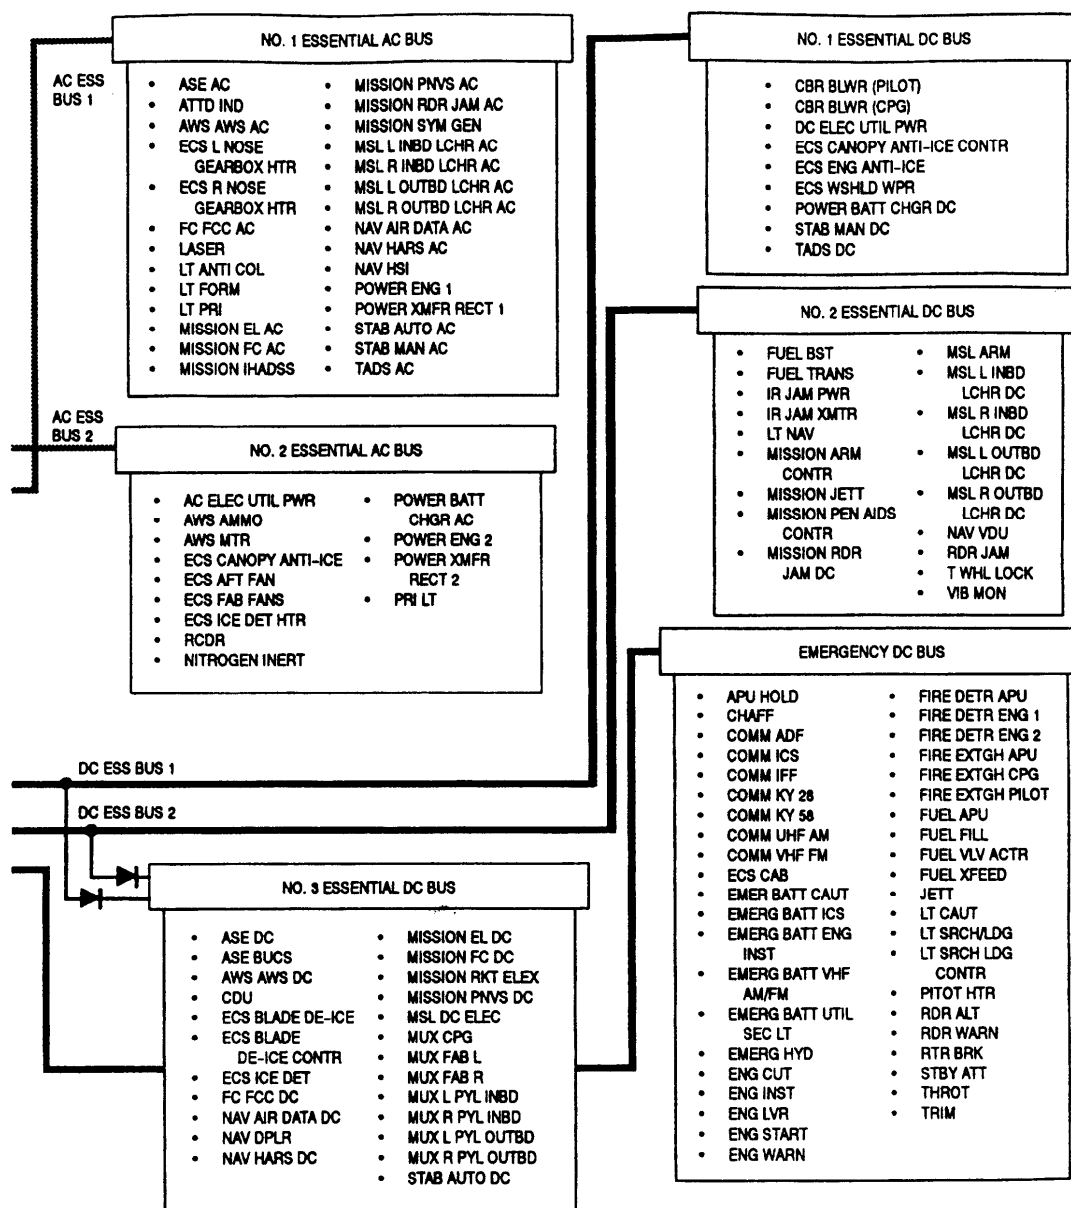 AC ESS
BUS 1
NO. 1 ESSENTIAL AC BUS
• ASE AC
• ATTD IND
• AWS AWS AC
• ECS L NOSE
GEARBOX HTR
• ECS R NOSE
GEARBOX HTR
• FC FCC AC
• LASER
• LT ANTI COL
• LT FORM
• LT PRI
• MISSION EL AC
• MISSION FC AC
• MISSION IHADSS
• MISSION PNVS AC
• MISSION RDR JAM AC
• MISSION SYM GEN
• MSL L INBD LCHR AC
• MSL R INBD LCHR AC
• MSL L OUTBD LCHR AC
• MSL R OUTBD LCHR AC
• NAV AIR DATA AC
• NAV HARS AC
• NAV HSI
• POWER ENG 1
• POWER XMFR RECT 1
• STAB AUTO AC
• STAB MAN AC
• TADS AC
AC ESS
BUS 2
NO. 2 ESSENTIAL AC BUS
• AC ELEC UTIL PWR
• AWS AMMO
• AWS MTR
• ECS CANOPY ANTI-ICE
• ECS AFT FAN
• ECS FAB FANS
• ECS ICE DET HTR
• RCDR
• NITROGEN INERT
• POWER BATT
CHGR AC
• POWER ENG 2
• POWER XMFR
RECT 2
• PRI LT
DC ESS BUS 1
DC ESS BUS 2
NO. 3 ESSENTIAL DC BUS
• ASE DC
• ASE BUCS
• AWS AWS DC
• CDU
• ECS BLADE DE-ICE
• ECS BLADE
DE-ICE CONTR
• ECS ICE DET
• FC FCC DC
• NAV AIR DATA DC
• NAV DPLR
• NAV HARS DC
• MISSION EL DC
• MISSION FC DC
• MISSION RKT ELEX
• MISSION PNVS DC
• MSL DC ELEC
• MUX CPG
• MUX FAB L
• MUX FAB R
• MUX L PYL INBD
• MUX R PYL INBD
• MUX L PYL OUTBD
• MUX R PYL OUTBD
• STAB AUTO DC
NO. 1 ESSENTIAL DC BUS
• CBR BLWR (PILOT)
• CBR BLWR (CPG)
• DC ELEC UTIL PWR
• ECS CANOPY ANTI-ICE CONTR
• ECS ENG ANTI-ICE
• ECS WSHLD WPR
• POWER BATT CHGR DC
• STAB MAN DC
• TADS DC
NO. 2 ESSENTIAL DC BUS
• FUEL BST
• FUEL TRANS
• IR JAM PWR
• IR JAM XMTR
• LT NAV
• MISSION ARM
CONTR
• MISSION JETT
• MISSION PEN AIDS
CONTR
• MISSION RDR
JAM DC
• MSL ARM
• MSL L INBD
LCHR DC
• MSL R INBD
LCHR DC
• MSL L OUTBD
LCHR DC
• MSL R OUTBD
LCHR DC
• NAV VDU
• RDR JAM
• T WHL LOCK
• VIB MON
EMERGENCY DC BUS
• APU HOLD
• CHAFF
• COMM ADF
• COMM ICS
• COMM IFF
• COMM KY 28
• COMM KY 58
• COMM UHF AM
• COMM VHF FM
• ECS CAB
• EMER BATT CAUT
• EMERG BATT ICS
• EMERG BATT ENG
INST
• EMERG BATT VHF
AM/FM
• EMERG BATT UTIL
SEC LT
• EMERG HYD
• ENG CUT
• ENG INST
• ENG LVR
• ENG START
• ENG WARN
• FIRE DETR APU
• FIRE DETR ENG 1
• FIRE DETR ENG 2
• FIRE EXTGH APU
• FIRE EXTGH CPG
• FIRE EXTGH PILOT
• FUEL APU
• FUEL FILL
• FUEL VLV ACTR
• FUEL XFEED
• JETT
• LT CAUT
• LT SRCH/LDG
• LT SRCH LDG
CONTR
• PITOT HTR
• RDR ALT
• RDR WARN
• RTR BRK
• STBY ATT
• THROT
• TRIM